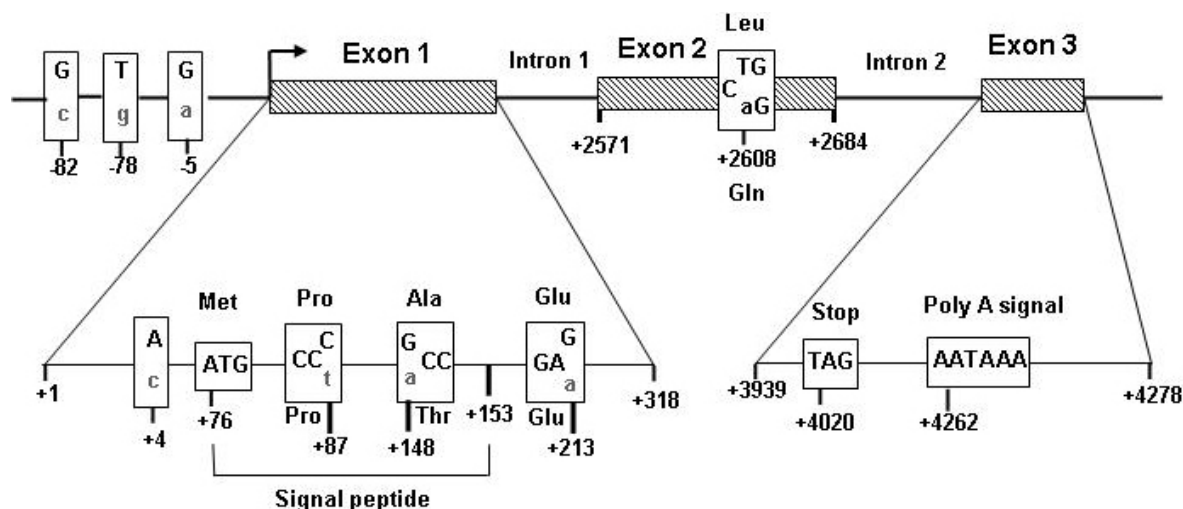 Exon 1 Intron 1 Exon 2 Leu Intron 2 Exon 3
G T G TG
c g a C aG
-82 -78 -5 +2571 +2608 +2684
Gln
Met Pro Ala Glu Stop Poly A signal
A ATG CC C G CC G TAG AATAAA
c t a GA a
+1 Pro Thr +153 Glu +318 +3939 +4278
+4 +76 +87 +148 +213 +4020 +4262
Signal peptide